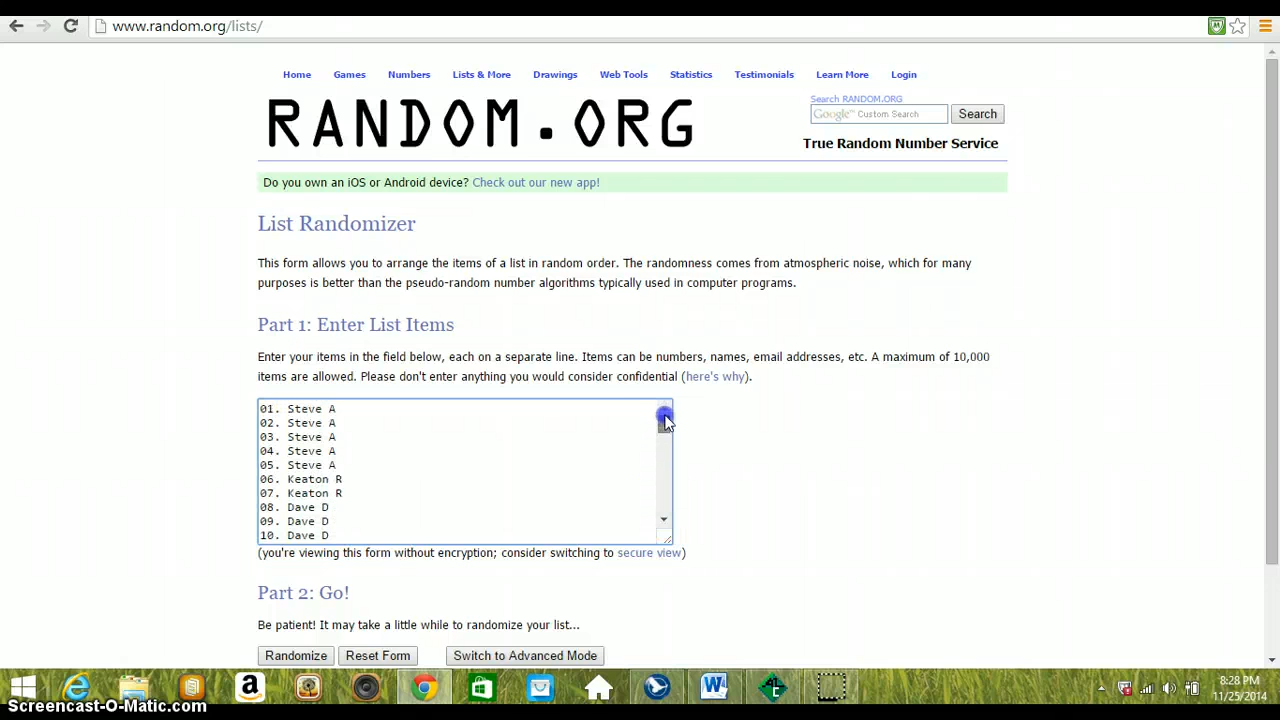 www.random.org/lists/
Home Games Numbers Lists & More Drawings Web Tools Statistics Testimonials Learn More Login
RANDOM.ORG
Search RANDOM.ORG
Google™ Custom Search Search
True Random Number Service
Do you own an iOS or Android device? Check out our new app!
List Randomizer
This form allows you to arrange the items of a list in random order. The randomness comes from atmospheric noise, which for many
purposes is better than the pseudo-random number algorithms typically used in computer programs.
Part 1: Enter List Items
Enter your items in the field below, each on a separate line. Items can be numbers, names, email addresses, etc. A maximum of 10,000
items are allowed. Please don't enter anything you would consider confidential (here's why).
01. Steve A
02. Steve A
03. Steve A
04. Steve A
05. Steve A
06. Keaton R
07. Keaton R
08. Dave D
09. Dave D
10. Dave D
(you're viewing this form without encryption; consider switching to secure view)
Part 2: Go!
Be patient! It may take a little while to randomize your list...
Randomize Reset Form Switch to Advanced Mode
8:28 PM
11/25/2014
Screencast-O-Matic.com